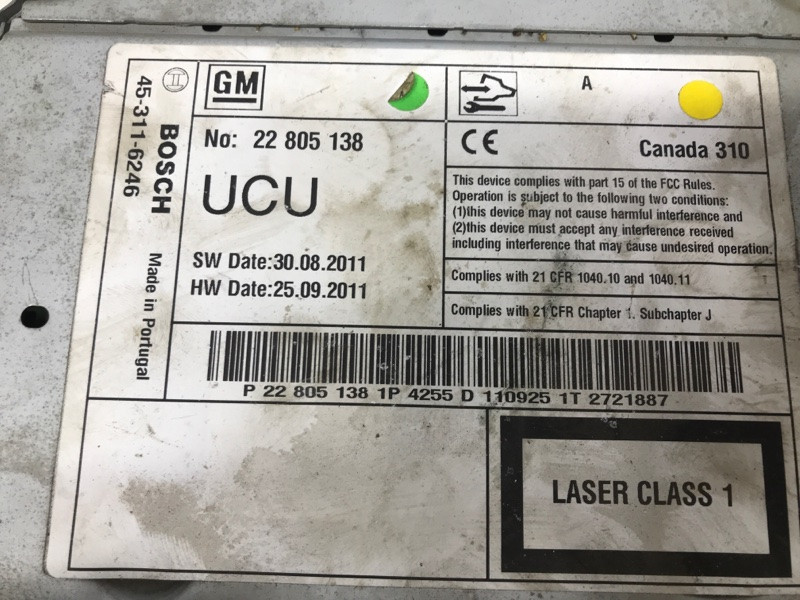 GM
A
No: 22 805 138
CE
Canada 310
UCU
This device complies with part 15 of the FCC Rules.
Operation is subject to the following two conditions:
(1)this device may not cause harmful interference and
(2)this device must accept any interference received
including interference that may cause undesired operation.
SW Date:30.08.2011
HW Date:25.09.2011
Complies with 21 CFR 1040.10 and 1040.11
Complies with 21 CFR Chapter 1. Subchapter J
BOSCH
Made in Portugal
45-311-6246
P 22 805 138 1P 4255 D 110925 1T 2721887
LASER CLASS 1